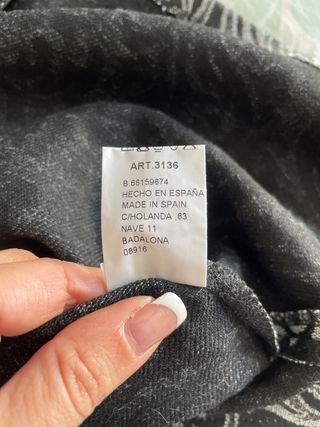 ART.3136
B.66159674
HECHO EN ESPAÑA
MADE IN SPAIN
C/HOLANDA ,63
NAVE 11
BADALONA
08916